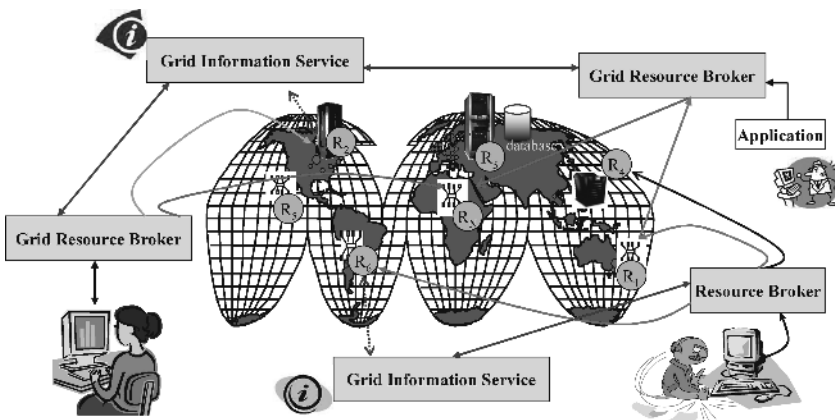 Grid Information Service
Grid Resource Broker
R2
database
R4
Application
R5
Grid Resource Broker
R6
R1
Resource Broker
Grid Information Service